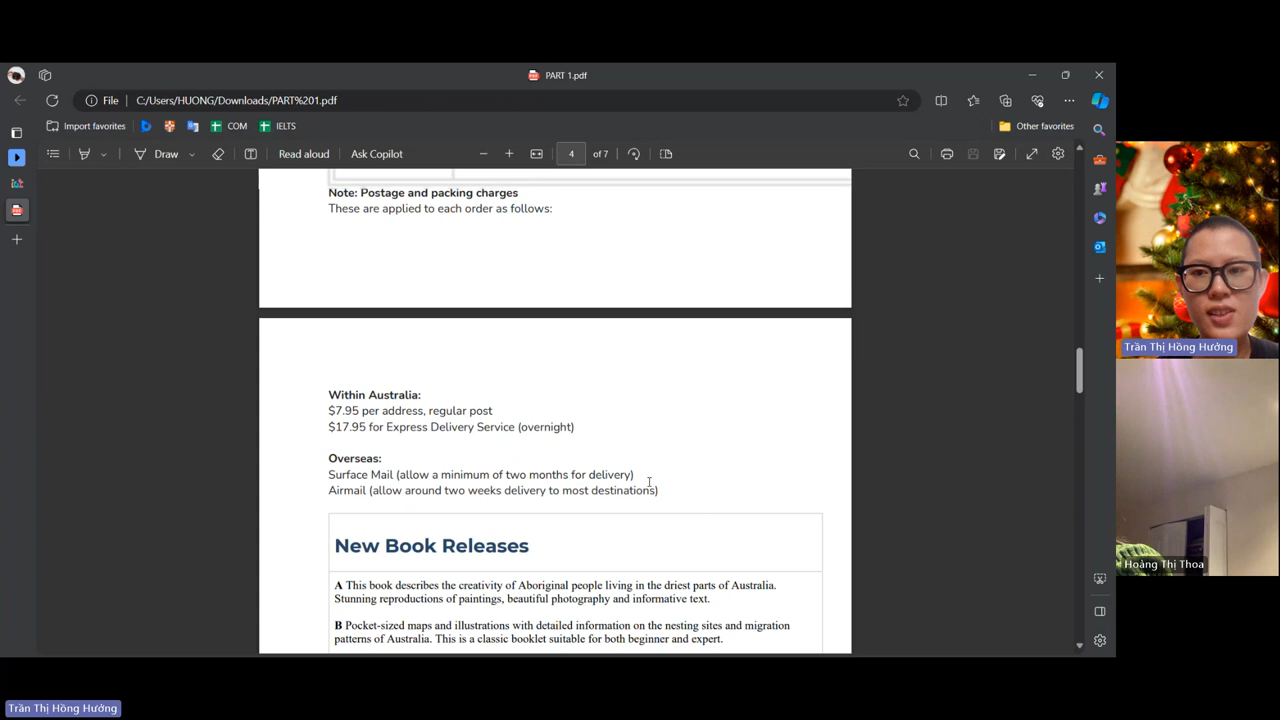 PART 1.pdf
File
C:/Users/HUONG/Downloads/PART%201.pdf
Import favorites
COM
IELTS
Other favorites
Draw
Read aloud
Ask Copilot
4
of 7
Note: Postage and packing charges
These are applied to each order as follows:
Within Australia:
$7.95 per address, regular post
$17.95 for Express Delivery Service (overnight)
Overseas:
Surface Mail (allow a minimum of two months for delivery)
Airmail (allow around two weeks delivery to most destinations)
New Book Releases
A This book describes the creativity of Aboriginal people living in the driest parts of Australia.
Stunning reproductions of paintings, beautiful photography and informative text.
B Pocket-sized maps and illustrations with detailed information on the nesting sites and migration
patterns of Australia. This is a classic booklet suitable for both beginner and expert.
Trần Thị Hồng Hưởng
Hoàng Thị Thoa
Trần Thị Hồng Hưởng